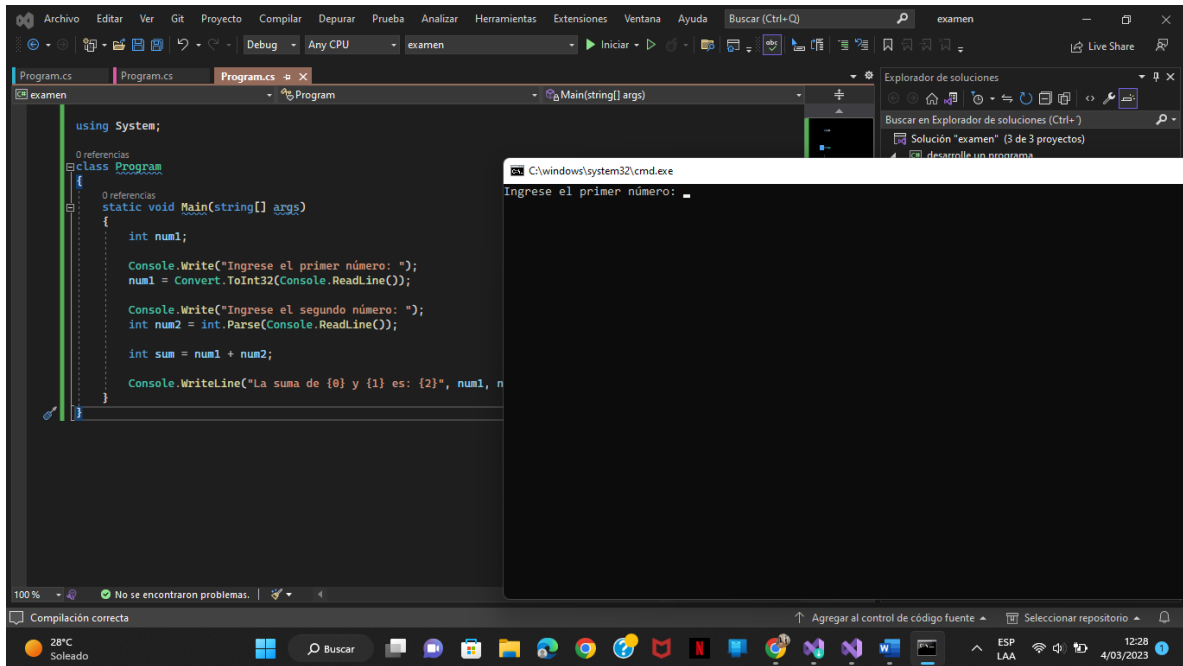 Archivo Editar Ver Git Proyecto Compilar Depurar Prueba Analizar Herramientas Extensiones Ventana Ayuda Buscar (Ctrl+Q) examen
Debug Any CPU examen Iniciar Live Share
Program.cs Program.cs Program.cs
examen Program Main(string[] args)
Explorador de soluciones
Buscar en Explorador de soluciones (Ctrl+´)
Solución "examen" (3 de 3 proyectos)
desarrolle un programa
using System;
0 referencias
class Program
{
0 referencias
static void Main(string[] args)
{
int num1;
Console.Write("Ingrese el primer número: ");
num1 = Convert.ToInt32(Console.ReadLine());
Console.Write("Ingrese el segundo número: ");
int num2 = int.Parse(Console.ReadLine());
int sum = num1 + num2;
Console.WriteLine("La suma de {0} y {1} es: {2}", num1, n
}
}
C:\windows\system32\cmd.exe
Ingrese el primer número:
100 % No se encontraron problemas.
Compilación correcta Agregar al control de código fuente Seleccionar repositorio
28°C
Soleado
Buscar
ESP
LAA
12:28
4/03/2023
1